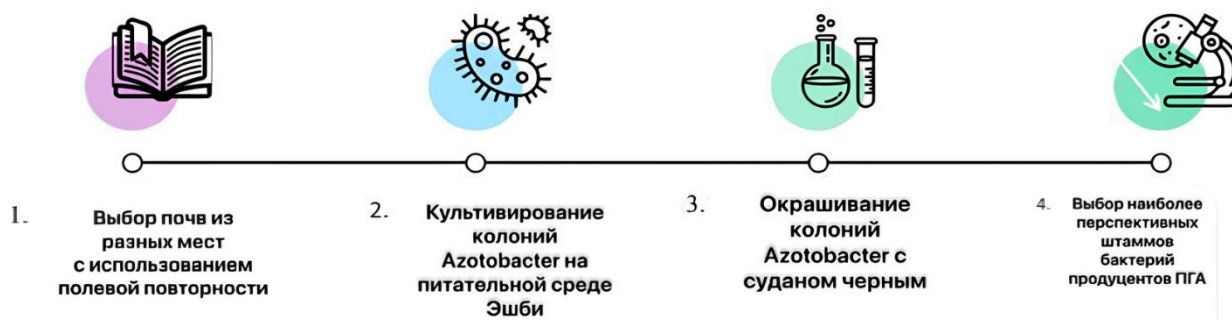 1.
Выбор почв из
разных мест
с использованием
полевой повторности
2.
Культивирование
колоний
Azotobacter на
питательной среде
Эшби
3.
Окрашивание
колоний
Azotobacter с
суданом черным
4.
Выбор наиболее
перспективных
штаммов
бактерий
продуцентов ПГА